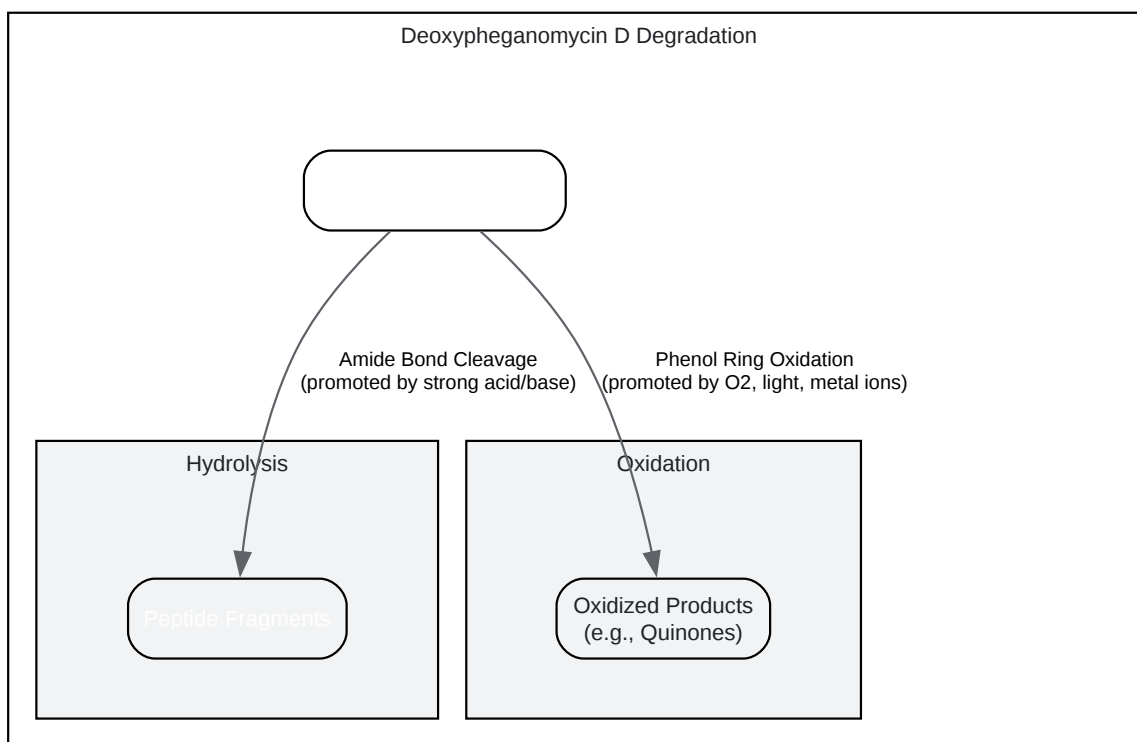 Deoxypheganomycin D Degradation
Amide Bond Cleavage
(promoted by strong acid/base)
Phenol Ring Oxidation
(promoted by O2, light, metal ions)
Hydrolysis
Oxidation
Peptide Fragments
Oxidized Products
(e.g., Quinones)